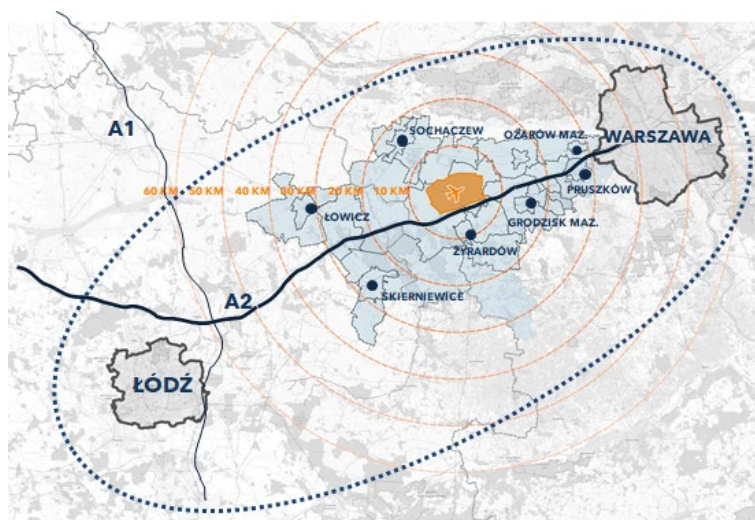 A1
SOCHACZEW
OŻARÓW MAZ.
WARSZAWA
60 KM 50 KM 40 KM 30 KM 20 KM 10 KM
PRUSZKÓW
ŁOWICZ
GRODZISK MAZ.
ŻYRARDÓW
SKIERNIEWICE
A2
ŁÓDŹ